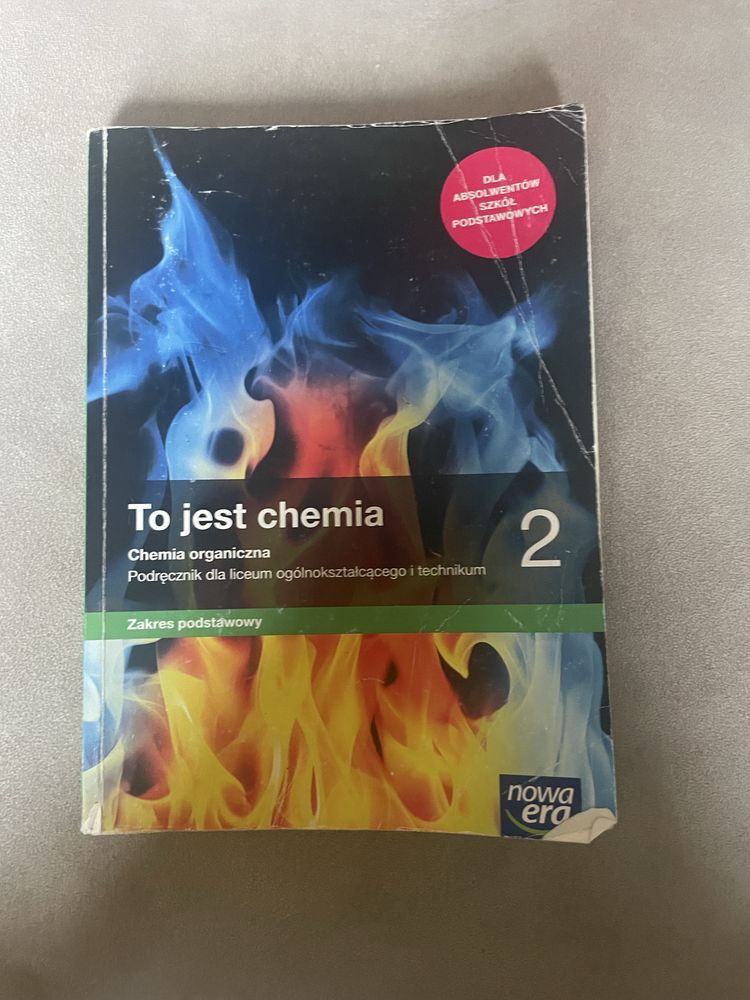 DLA
ABSOLWENTÓW
SZKÓŁ
PODSTAWOWYCH
To jest chemia
2
Chemia organiczna
Podręcznik dla liceum ogólnokształcącego i technikum
Zakres podstawowy
nowa
era